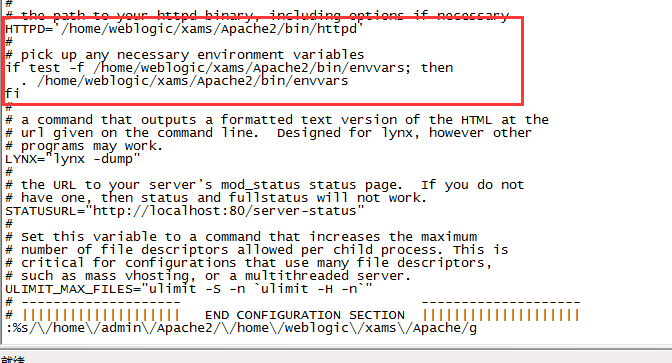 #
# the path to your httpd binary, including options if necessary
HTTPD='/home/weblogic/xams/Apache2/bin/httpd'
#
# pick up any necessary environment variables
if test -f /home/weblogic/xams/Apache2/bin/envvars; then
  . /home/weblogic/xams/Apache2/bin/envvars
fi
#
# a command that outputs a formatted text version of the HTML at the
# url given on the command line.  Designed for lynx, however other
# programs may work.
LYNX="lynx -dump"
#
# the URL to your server's mod_status status page.  If you do not
# have one, then status and fullstatus will not work.
STATUSURL="http://localhost:80/server-status"
#
# Set this variable to a command that increases the maximum
# number of file descriptors allowed per child process. This is
# critical for configurations that use many file descriptors,
# such as mass vhosting, or a multithreaded server.
ULIMIT_MAX_FILES="ulimit -S -n `ulimit -H -n`"
# --------------------                              --------------------
# ||||||||||||||||||||   END CONFIGURATION SECTION  ||||||||||||||||||||
:%s/\/home\/admin\/Apache2/\/home\/weblogic\/xams\/Apache/g
就绪